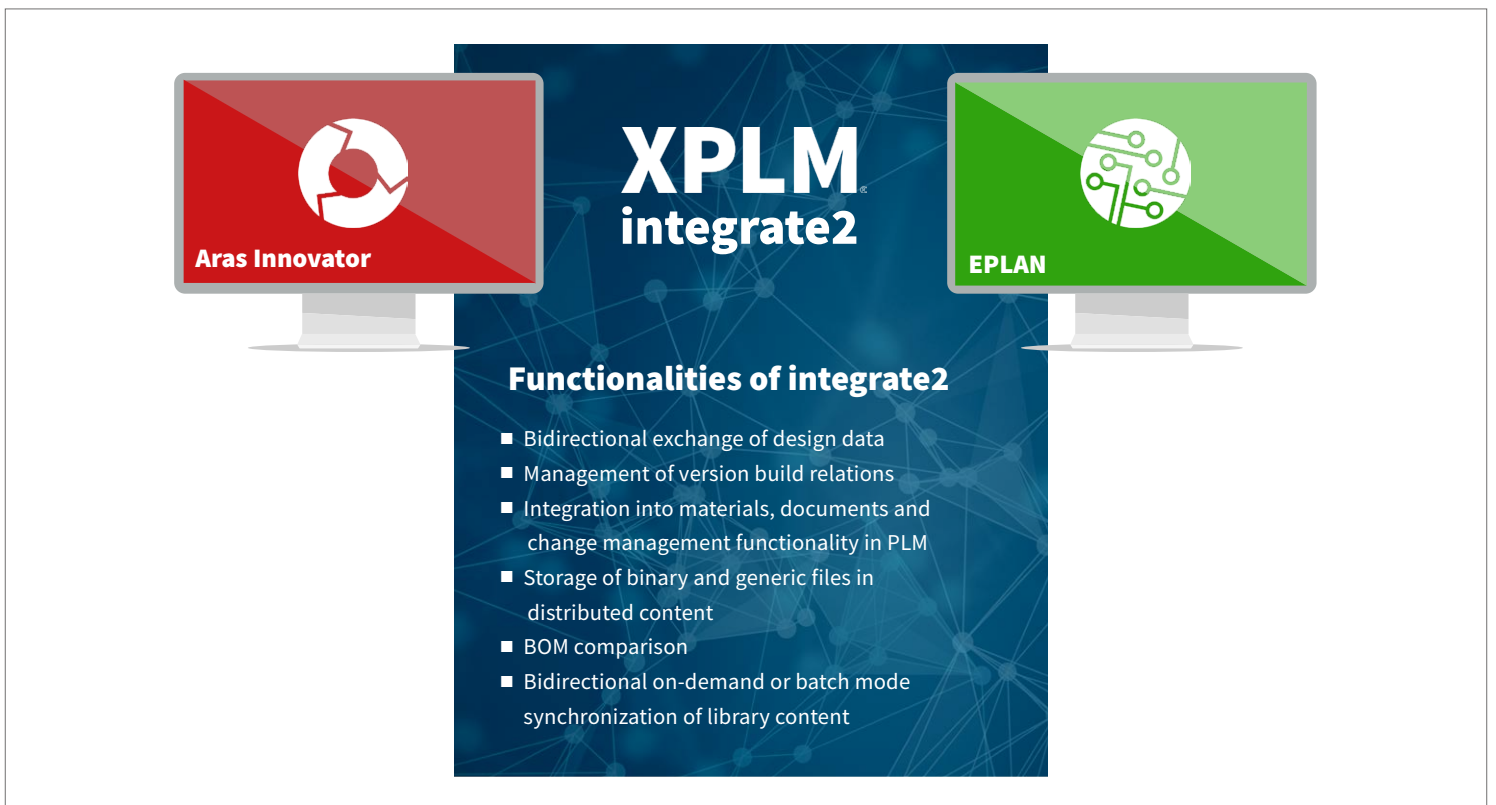 XPLM®
integrate2
Aras Innovator
EPLAN
Functionalities of integrate2
■ Bidirectional exchange of design data
■ Management of version build relations
■ Integration into materials, documents and
change management functionality in PLM
■ Storage of binary and generic files in
distributed content
■ BOM comparison
■ Bidirectional on-demand or batch mode
synchronization of library content